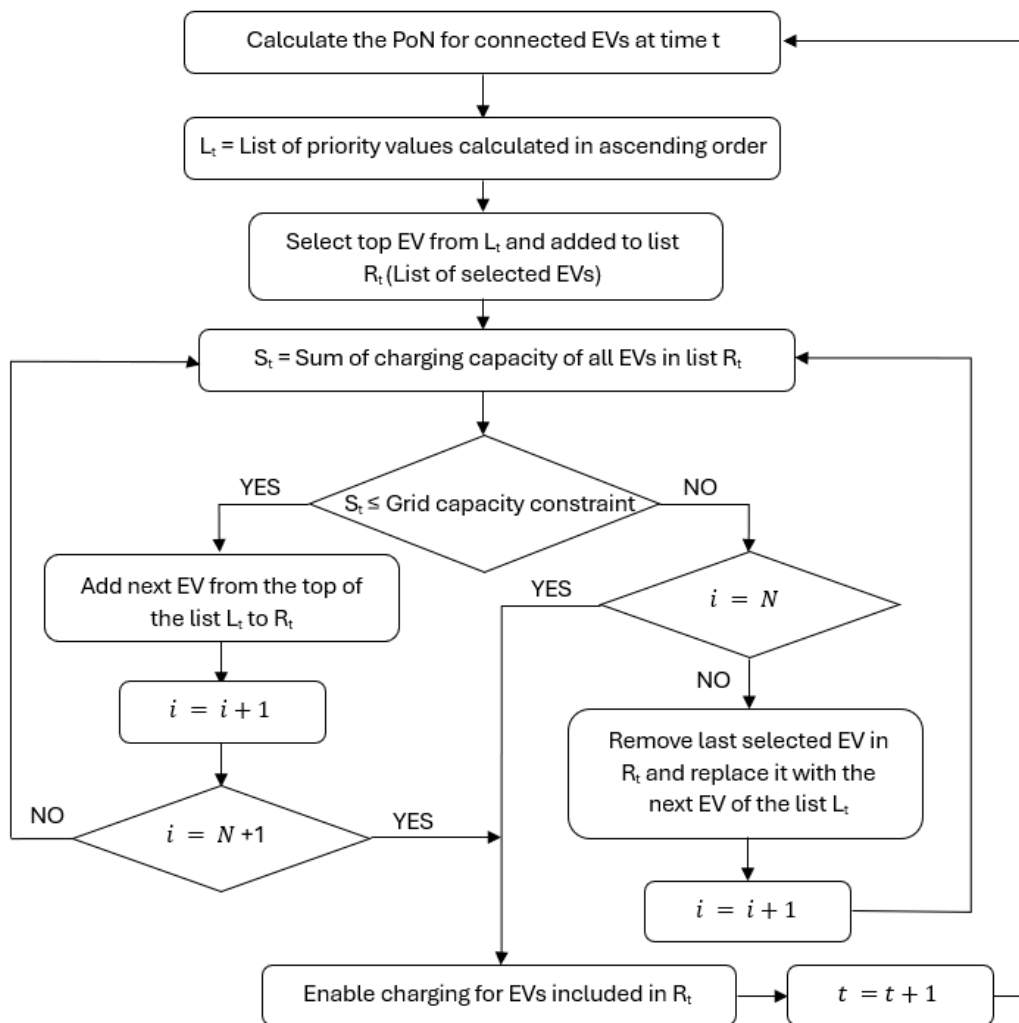 Calculate the PoN for connected EVs at time t
Lₜ = List of priority values calculated in ascending order
Select top EV from Lₜ and added to list
Rₜ (List of selected EVs)
Sₜ = Sum of charging capacity of all EVs in list Rₜ
Sₜ ≤ Grid capacity constraint
YES
NO
Add next EV from the top of
the list Lₜ to Rₜ
i = N
YES
NO
i = i + 1
Remove last selected EV in
Rₜ and replace it with the
next EV of the list Lₜ
i = N +1
NO
YES
i = i + 1
Enable charging for EVs included in Rₜ
t = t + 1